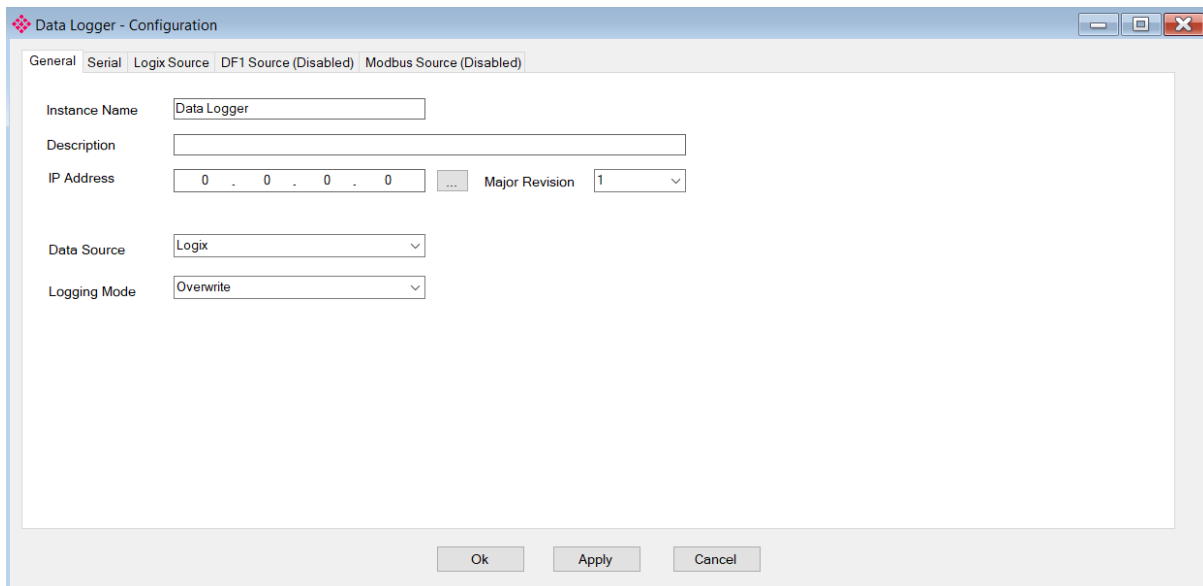 Data Logger - Configuration
General Serial Logix Source DF1 Source (Disabled) Modbus Source (Disabled)
Instance Name Data Logger
Description
IP Address 0 . 0 . 0 . 0 ... Major Revision 1
Data Source Logix
Logging Mode Overwrite
Ok Apply Cancel